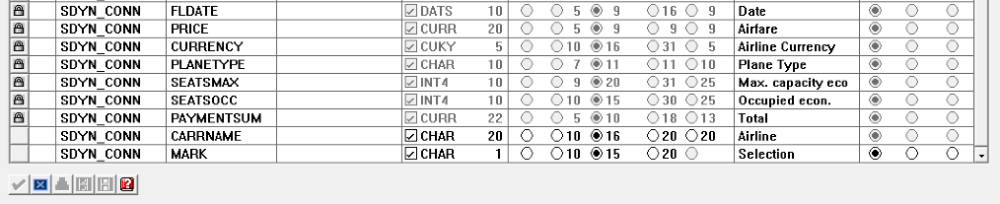 SDYN_CONN FLDATE DATS 10 5 9 16 9 Date
SDYN_CONN PRICE CURR 20 5 9 9 9 Airfare
SDYN_CONN CURRENCY CUKY 5 10 16 31 5 Airline Currency
SDYN_CONN PLANETYPE CHAR 10 7 11 11 10 Plane Type
SDYN_CONN SEATSMAX INT4 10 9 20 31 25 Max. capacity eco
SDYN_CONN SEATSOCC INT4 10 10 15 30 25 Occupied econ.
SDYN_CONN PAYMENTSUM CURR 22 5 10 18 13 Total
SDYN_CONN CARRNAME CHAR 20 10 16 20 20 Airline
SDYN_CONN MARK CHAR 1 10 15 20 Selection